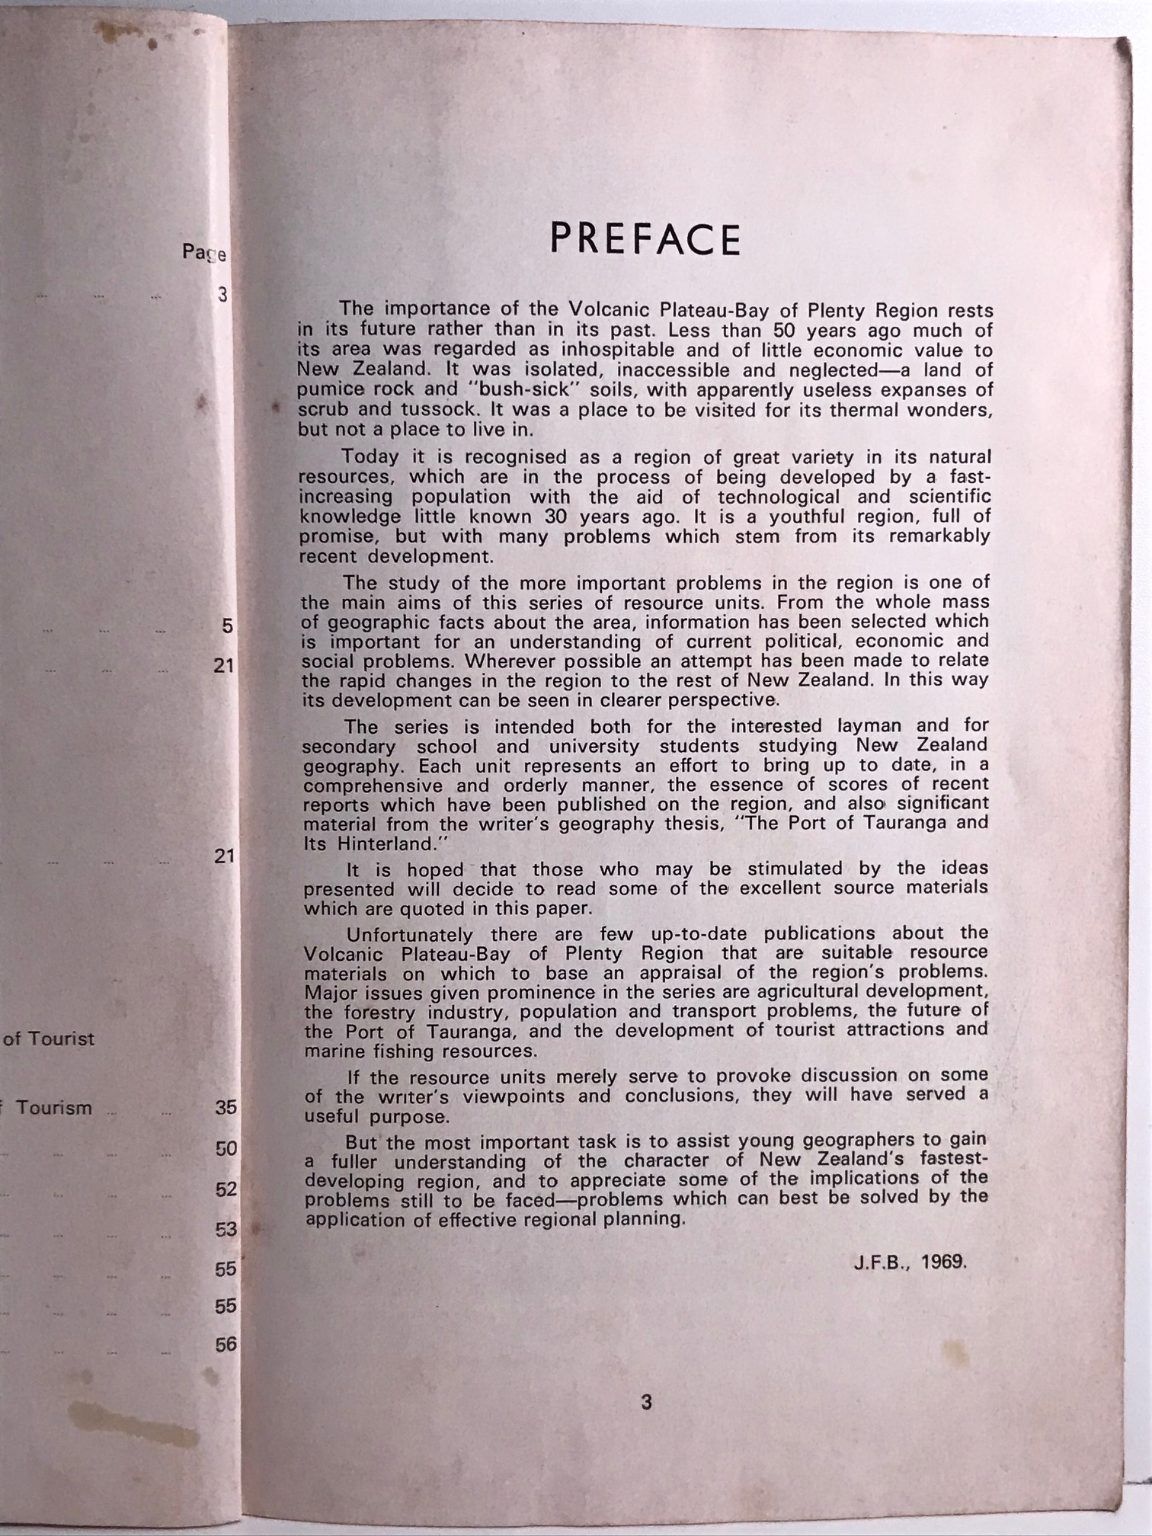 Page
3
5
21
21
of Tourist
Tourism
35
50
52
53
55
55
56
PREFACE
The importance of the Volcanic Plateau-Bay of Plenty Region rests
in its future rather than in its past. Less than 50 years ago much of
its area was regarded as inhospitable and of little economic value to
New Zealand. It was isolated, inaccessible and neglected—a land of
pumice rock and "bush-sick" soils, with apparently useless expanses of
scrub and tussock. It was a place to be visited for its thermal wonders,
but not a place to live in.
Today it is recognised as a region of great variety in its natural
resources, which are in the process of being developed by a fast-
increasing population with the aid of technological and scientific
knowledge little known 30 years ago. It is a youthful region, full of
promise, but with many problems which stem from its remarkably
recent development.
The study of the more important problems in the region is one of
the main aims of this series of resource units. From the whole mass
of geographic facts about the area, information has been selected which
is important for an understanding of current political, economic and
social problems. Wherever possible an attempt has been made to relate
the rapid changes in the region to the rest of New Zealand. In this way
its development can be seen in clearer perspective.
The series is intended both for the interested layman and for
secondary school and university students studying New Zealand
geography. Each unit represents an effort to bring up to date, in a
comprehensive and orderly manner, the essence of scores of recent
reports which have been published on the region, and also significant
material from the writer's geography thesis, "The Port of Tauranga and
Its Hinterland."
It is hoped that those who may be stimulated by the ideas
presented will decide to read some of the excellent source materials
which are quoted in this paper.
Unfortunately there are few up-to-date publications about the
Volcanic Plateau-Bay of Plenty Region that are suitable resource
materials on which to base an appraisal of the region's problems.
Major issues given prominence in the series are agricultural development,
the forestry industry, population and transport problems, the future of
the Port of Tauranga, and the development of tourist attractions and
marine fishing resources.
If the resource units merely serve to provoke discussion on some
of the writer's viewpoints and conclusions, they will have served a
useful purpose.
But the most important task is to assist young geographers to gain
a fuller understanding of the character of New Zealand's fastest-
developing region, and to appreciate some of the implications of the
problems still to be faced—problems which can best be solved by the
application of effective regional planning.
J.F.B., 1969.
3